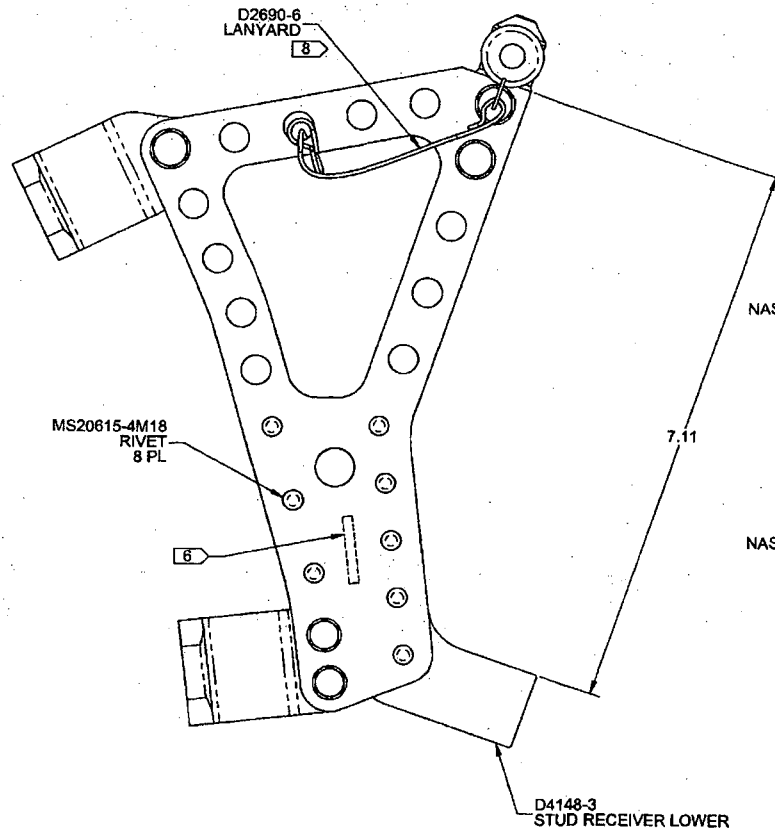 D2690-6
LANYARD
8
NAS
7.11
MS20615-4M18
RIVET
8 PL
NAS
6
D4148-3
STUD RECEIVER LOWER